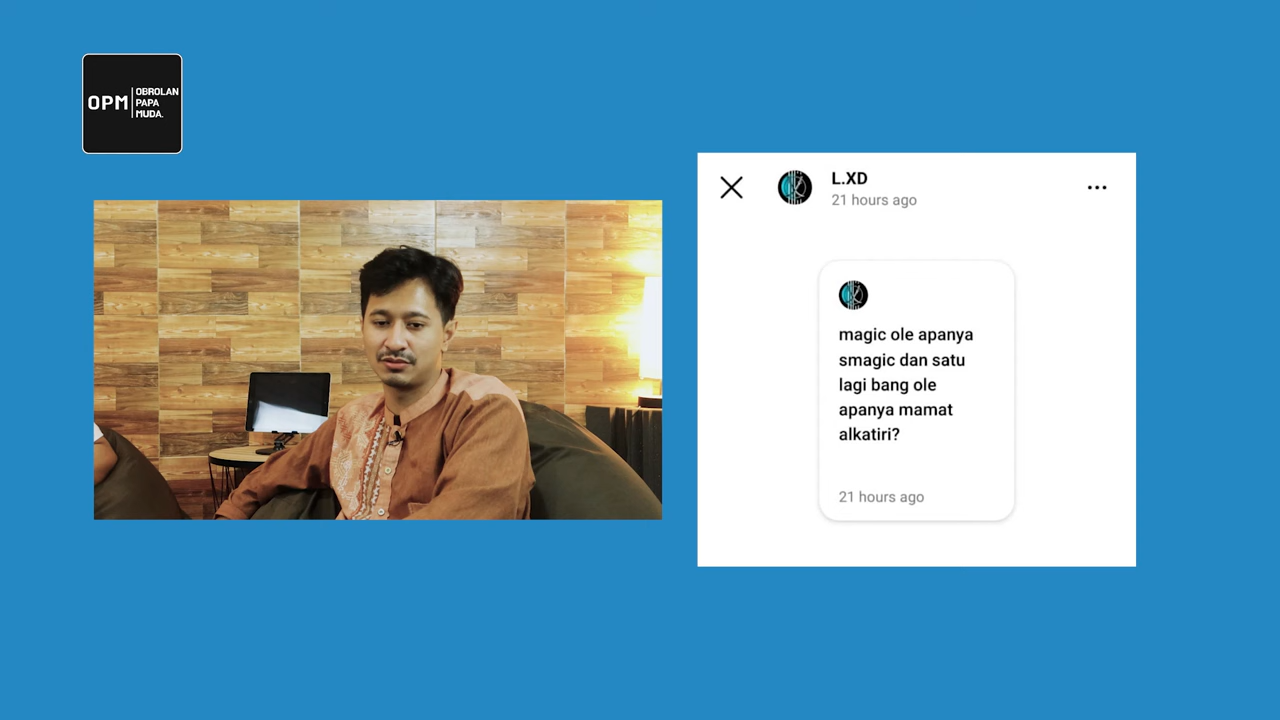 OPM
OBROLAN
PAPA
MUDA.
L.XD
21 hours ago
magic ole apanya
smagic dan satu
lagi bang ole
apanya mamat
alkatiri?
21 hours ago